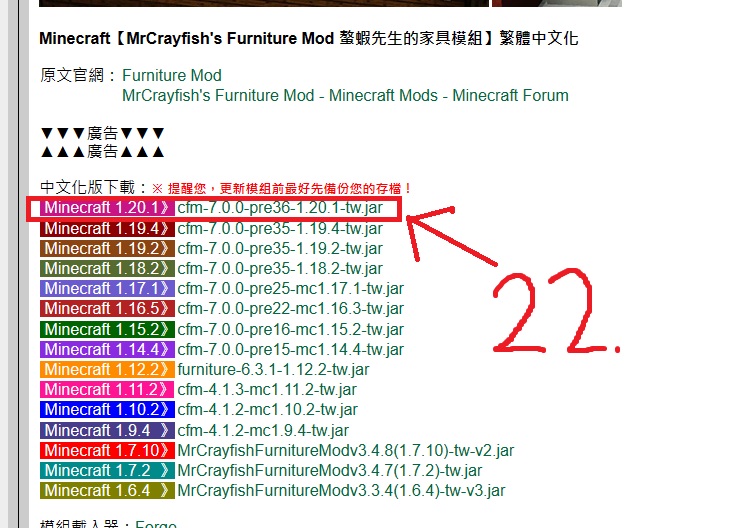 Minecraft【MrCrayfish's Furniture Mod 螯蝦先生的家具模組】繁體中文化
原文官網：Furniture Mod
MrCrayfish's Furniture Mod - Minecraft Mods - Minecraft Forum
▼▼▼廣告▼▼▼
▲▲▲廣告▲▲▲
中文化版下載：※ 提醒您，更新模組前最好先備份您的存檔！
Minecraft 1.20.1》cfm-7.0.0-pre36-1.20.1-tw.jar
Minecraft 1.19.4》cfm-7.0.0-pre35-1.19.4-tw.jar
Minecraft 1.19.2》cfm-7.0.0-pre35-1.19.2-tw.jar
Minecraft 1.18.2》cfm-7.0.0-pre35-1.18.2-tw.jar
Minecraft 1.17.1》cfm-7.0.0-pre25-mc1.17.1-tw.jar
Minecraft 1.16.5》cfm-7.0.0-pre22-mc1.16.3-tw.jar
Minecraft 1.15.2》cfm-7.0.0-pre16-mc1.15.2-tw.jar
Minecraft 1.14.4》cfm-7.0.0-pre15-mc1.14.4-tw.jar
Minecraft 1.12.2》furniture-6.3.1-1.12.2-tw.jar
Minecraft 1.11.2》cfm-4.1.3-mc1.11.2-tw.jar
Minecraft 1.10.2》cfm-4.1.2-mc1.10.2-tw.jar
Minecraft 1.9.4 》cfm-4.1.2-mc1.9.4-tw.jar
Minecraft 1.7.10》MrCrayfishFurnitureModv3.4.8(1.7.10)-tw-v2.jar
Minecraft 1.7.2 》MrCrayfishFurnitureModv3.4.7(1.7.2)-tw.jar
Minecraft 1.6.4 》MrCrayfishFurnitureModv3.3.4(1.6.4)-tw-v3.jar
模組載入器：Forge
22.